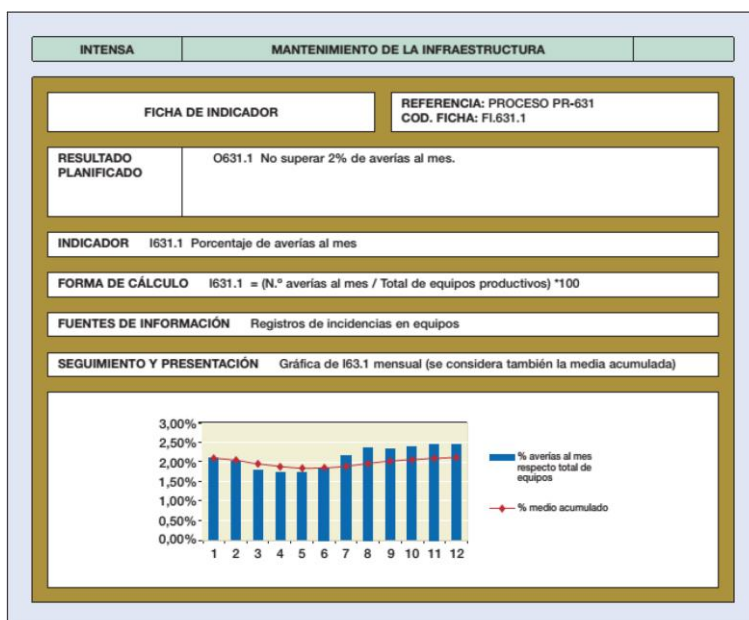 INTENSA MANTENIMIENTO DE LA INFRAESTRUCTURA
FICHA DE INDICADOR
REFERENCIA: PROCESO PR-631
COD. FICHA: FI.631.1
RESULTADO
PLANIFICADO
O631.1 No superar 2% de averías al mes.
INDICADOR I631.1 Porcentaje de averías al mes
FORMA DE CÁLCULO I631.1 = (N.º averías al mes / Total de equipos productivos) *100
FUENTES DE INFORMACIÓN Registros de incidencias en equipos
SEGUIMIENTO Y PRESENTACIÓN Gráfica de I63.1 mensual (se considera también la media acumulada)
3,00%
2,50%
2,00%
1,50%
1,00%
0,50%
0,00%
1 2 3 4 5 6 7 8 9 10 11 12
% averías al mes
respecto total de
equipos
% medio acumulado